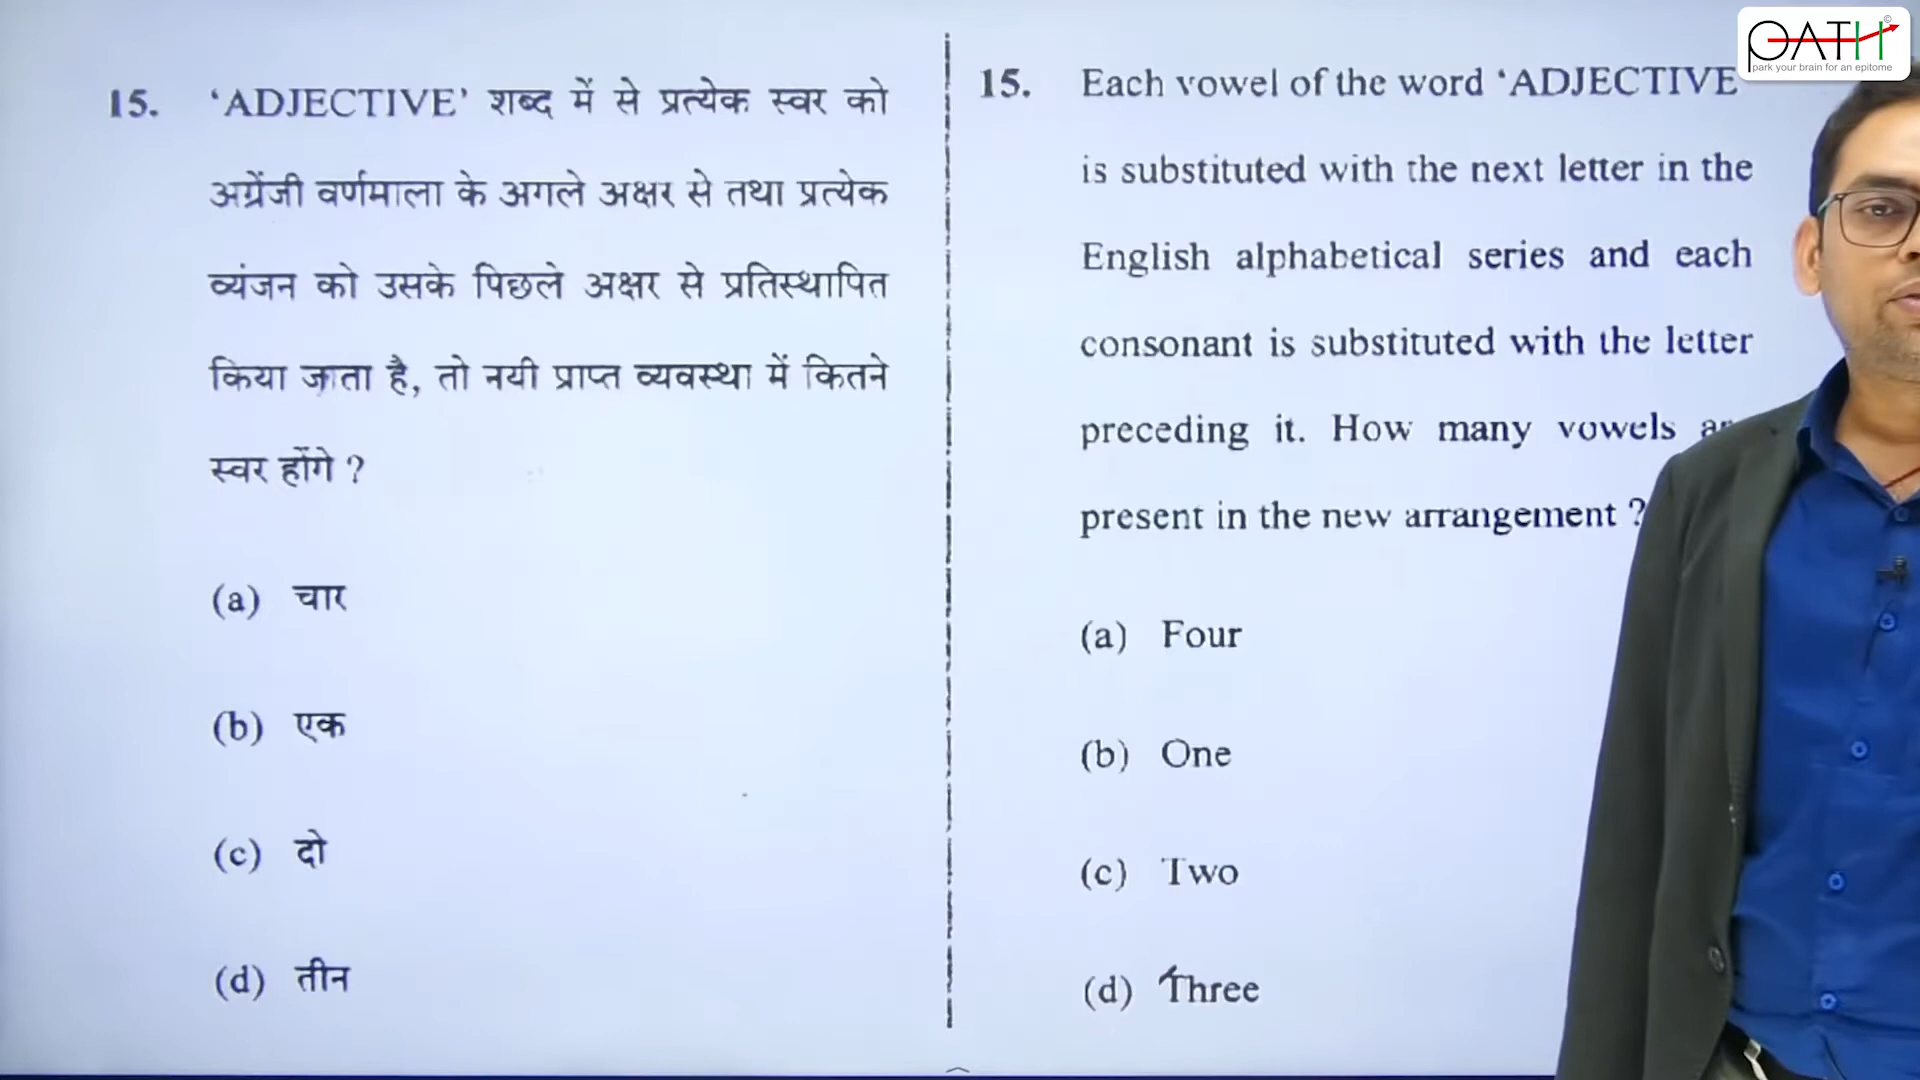 15. 'ADJECTIVE' शब्द में से प्रत्येक स्वर को
अग्रेंजी वर्णमाला के अगले अक्षर से तथा प्रत्येक
व्यंजन को उसके पिछले अक्षर से प्रतिस्थापित
किया जाता है, तो नयी प्राप्त व्यवस्था में कितने
स्वर होंगे ?
(a) चार
(b) एक
(c) दो
(d) तीन
15. Each vowel of the word 'ADJECTIVE
is substituted with the next letter in the
English alphabetical series and each
consonant is substituted with the letter
preceding it. How many vowels
present in the new arrangement ?
(a) Four
(b) One
(c) Two
(d) Three
PATH
park your brain for an epitome